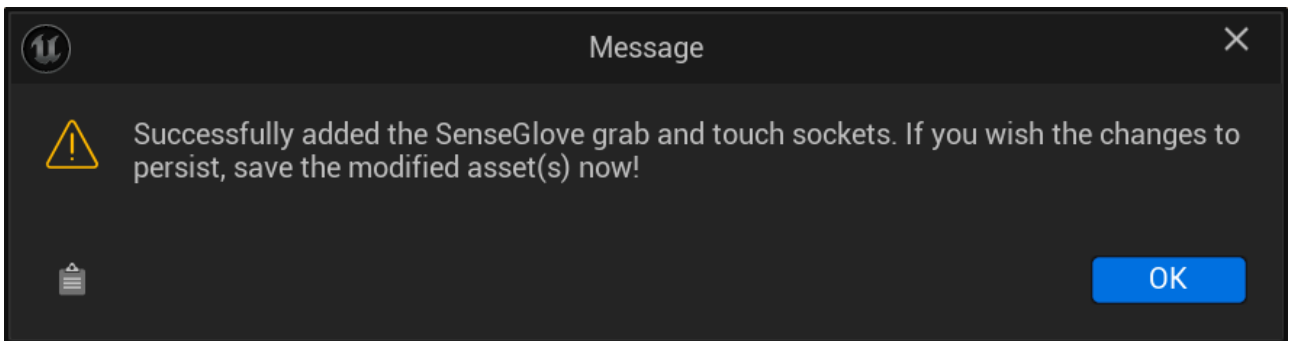 Message
Successfully added the SenseGlove grab and touch sockets. If you wish the changes to
persist, save the modified asset(s) now!
OK